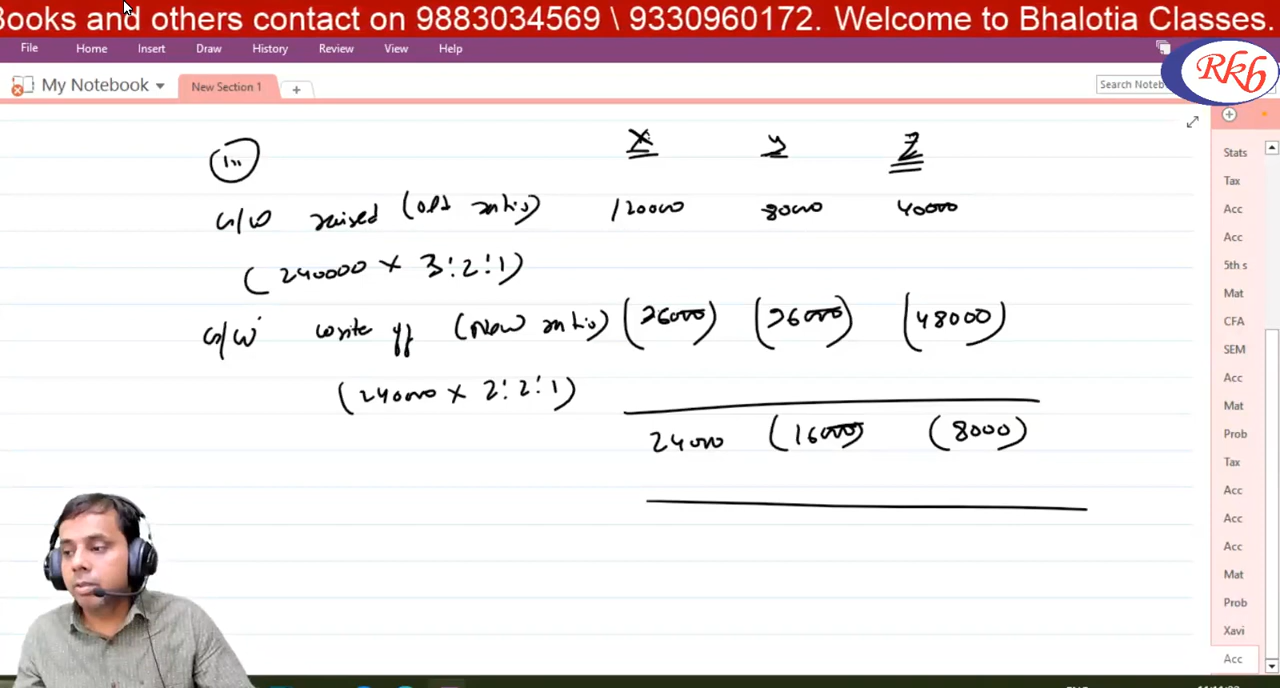 Books and others contact on 9883034569 \ 9330960172. Welcome to Bhalotia Classes.
File Home Insert Draw History Review View Help
Rkb
My Notebook New Section 1 + Search Noteb
X Y Z
G/W raised (old ratio) 120000 80000 40000
(240000 × 3:2:1)
G/W write off (New ratio) (96000) (96000) (48000)
(240000 × 2:2:1)
24000 (16000) (8000)
Stats
Tax
Acc
Acc
5th s
Mat
CFA
SEM
Acc
Mat
Prob
Tax
Acc
Acc
Acc
Mat
Prob
Xavi
Acc